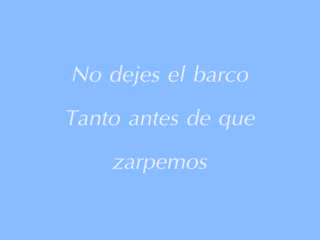 No dejes el barco
Tanto antes de que
zarpemos